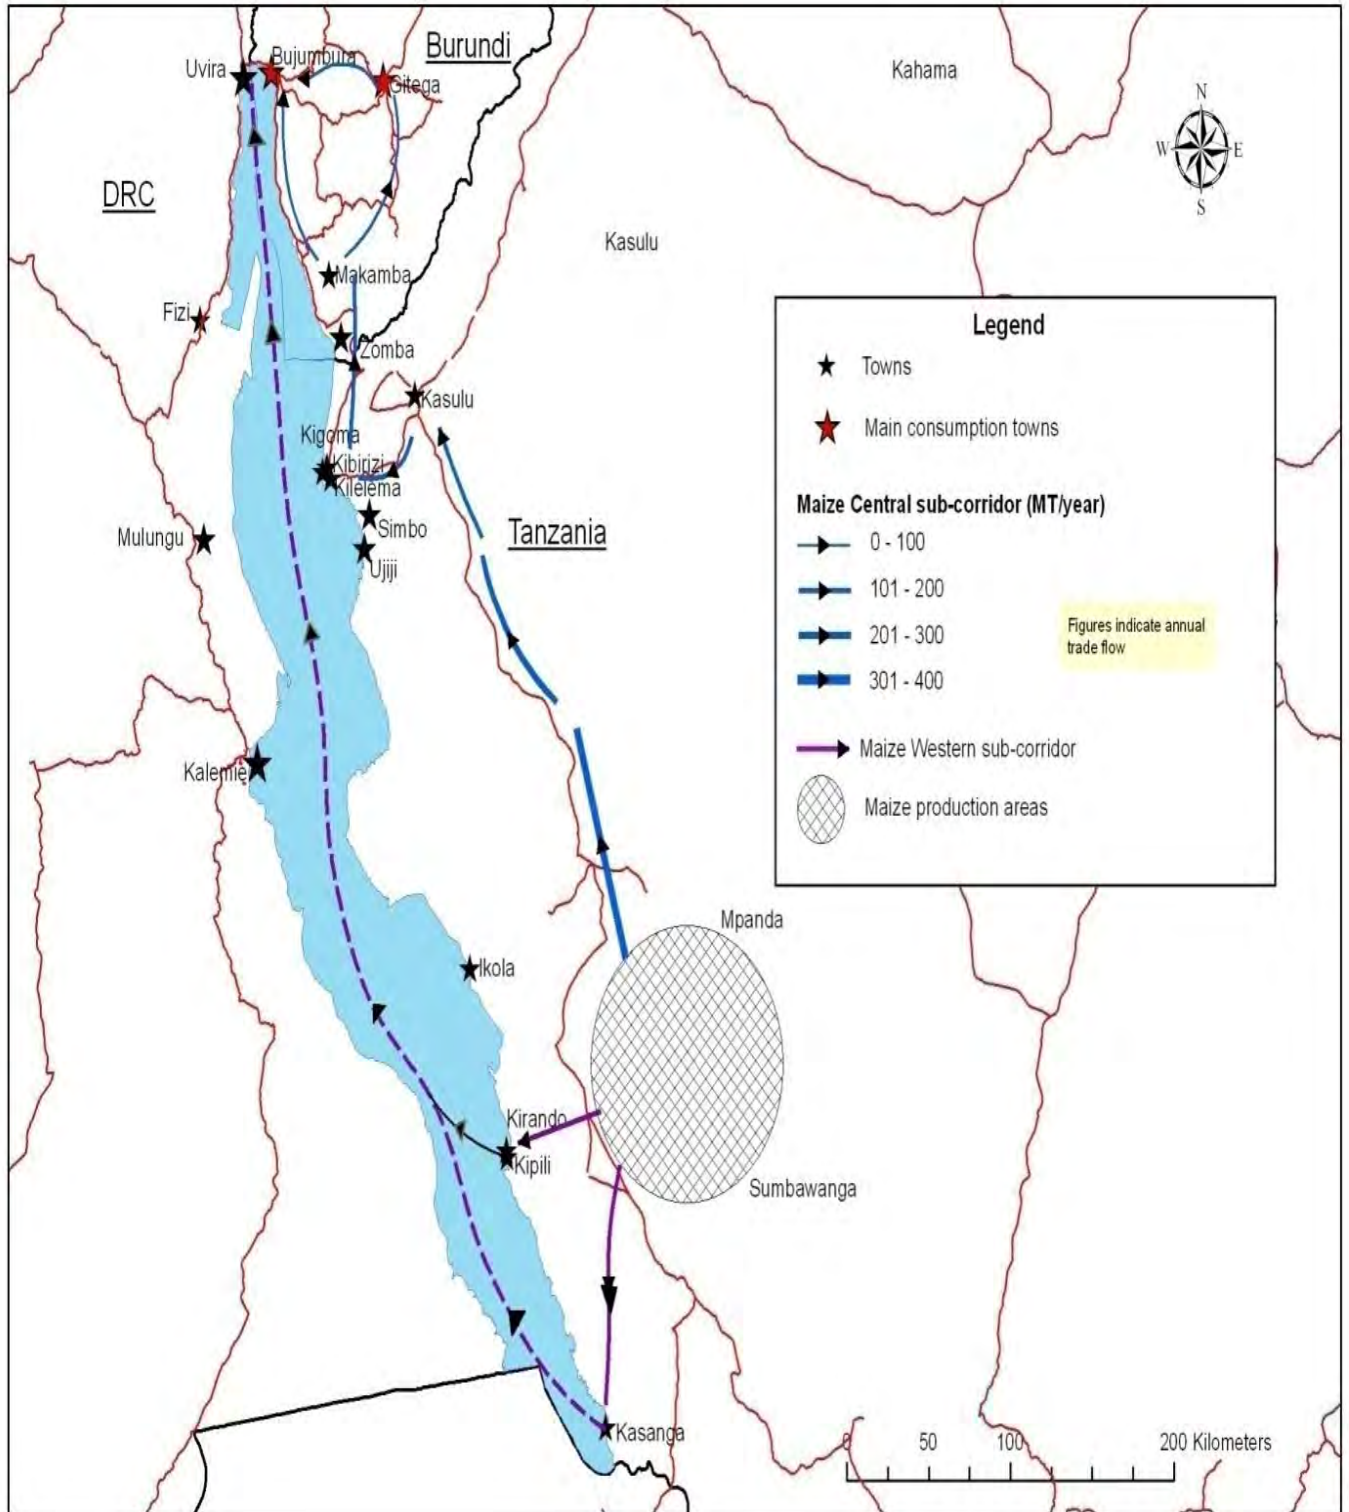 Burundi
Bujumbura
Uvira
Gitega
Kahama
N
W
E
S
DRC
Kasulu
Makamba
Fizi
Zomba
Kasulu
Kigoma
Kibirizi
Kilelema
Simbo
Ujiji
Mulungu
Tanzania
Kalemie
Mpanda
Ikola
Kirando
Kipili
Sumbawanga
Kasanga
Legend
Towns
Main consumption towns
Maize Central sub-corridor (MT/year)
0 - 100
101 - 200
201 - 300
301 - 400
Figures indicate annual
trade flow
Maize Western sub-corridor
Maize production areas
0 50 100 200 Kilometers